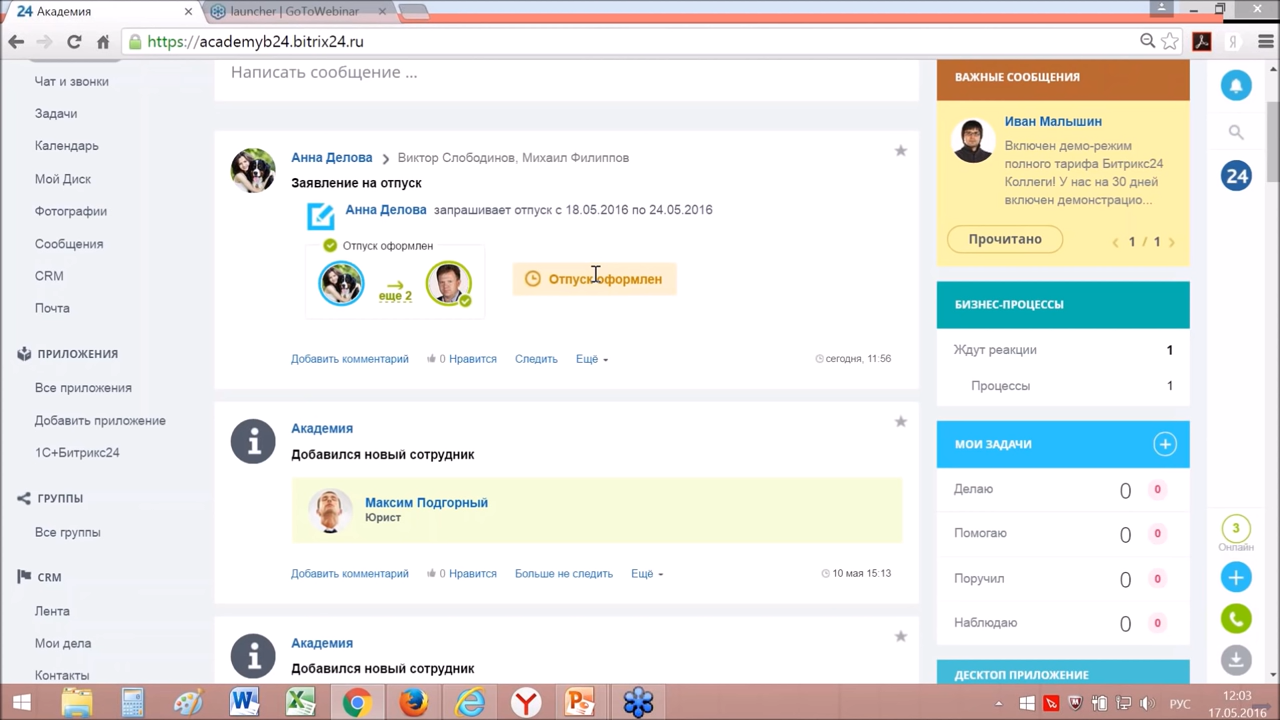 24 Академия
launcher | GoToWebinar
https://academyb24.bitrix24.ru
Чат и звонки
Задачи
Календарь
Мой Диск
Фотографии
Сообщения
CRM
Почта
ПРИЛОЖЕНИЯ
Все приложения
Добавить приложение
1С+Битрикс24
ГРУППЫ
Все группы
CRM
Лента
Мои дела
Контакты
Написать сообщение ...
Анна Делова > Виктор Слободинов, Михаил Филиппов
Заявление на отпуск
Анна Делова запрашивает отпуск с 18.05.2016 по 24.05.2016
Отпуск оформлен
еще 2
Отпуск оформлен
Добавить комментарий 0 Нравится Следить Ещё сегодня, 11:56
Академия
Добавился новый сотрудник
Максим Подгорный
Юрист
Добавить комментарий 0 Нравится Больше не следить Ещё 10 мая 15:13
Академия
Добавился новый сотрудник
ВАЖНЫЕ СООБЩЕНИЯ
Иван Малышин
Включен демо-режим
полного тарифа Битрикс24
Коллеги! У нас на 30 дней
включен демонстрацио...
Прочитано 1 / 1
БИЗНЕС-ПРОЦЕССЫ
Ждут реакции 1
Процессы 1
МОИ ЗАДАЧИ
Делаю 0 0
Помогаю 0 0
Поручил 0 0
Наблюдаю 0 0
ДЕСКТОП ПРИЛОЖЕНИЕ
24
3
Онлайн
РУС
12:03
17.05.2016